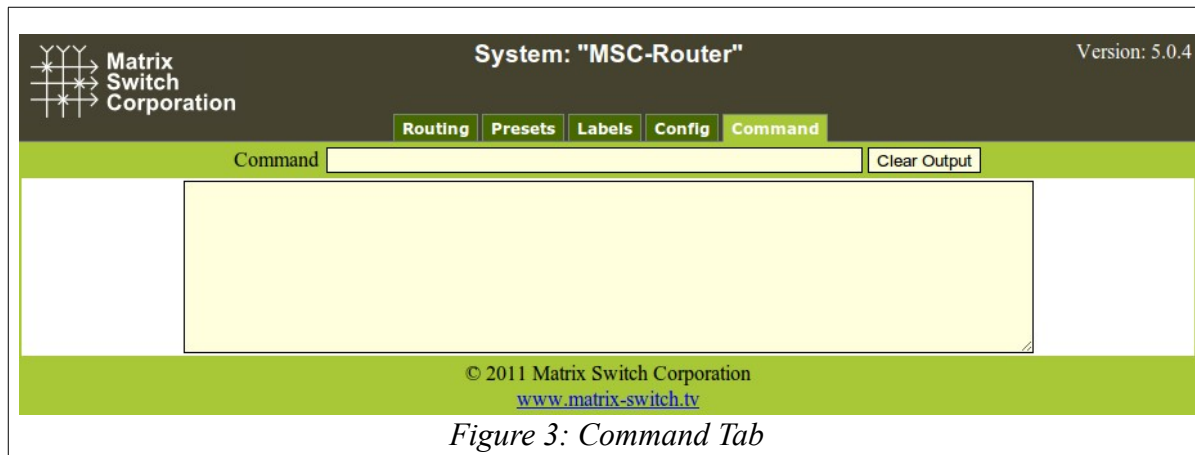 Matrix
Switch
Corporation
System: "MSC-Router"
Version: 5.0.4
Routing Presets Labels Config Command
Command Clear Output
© 2011 Matrix Switch Corporation
www.matrix-switch.tv
Figure 3: Command Tab